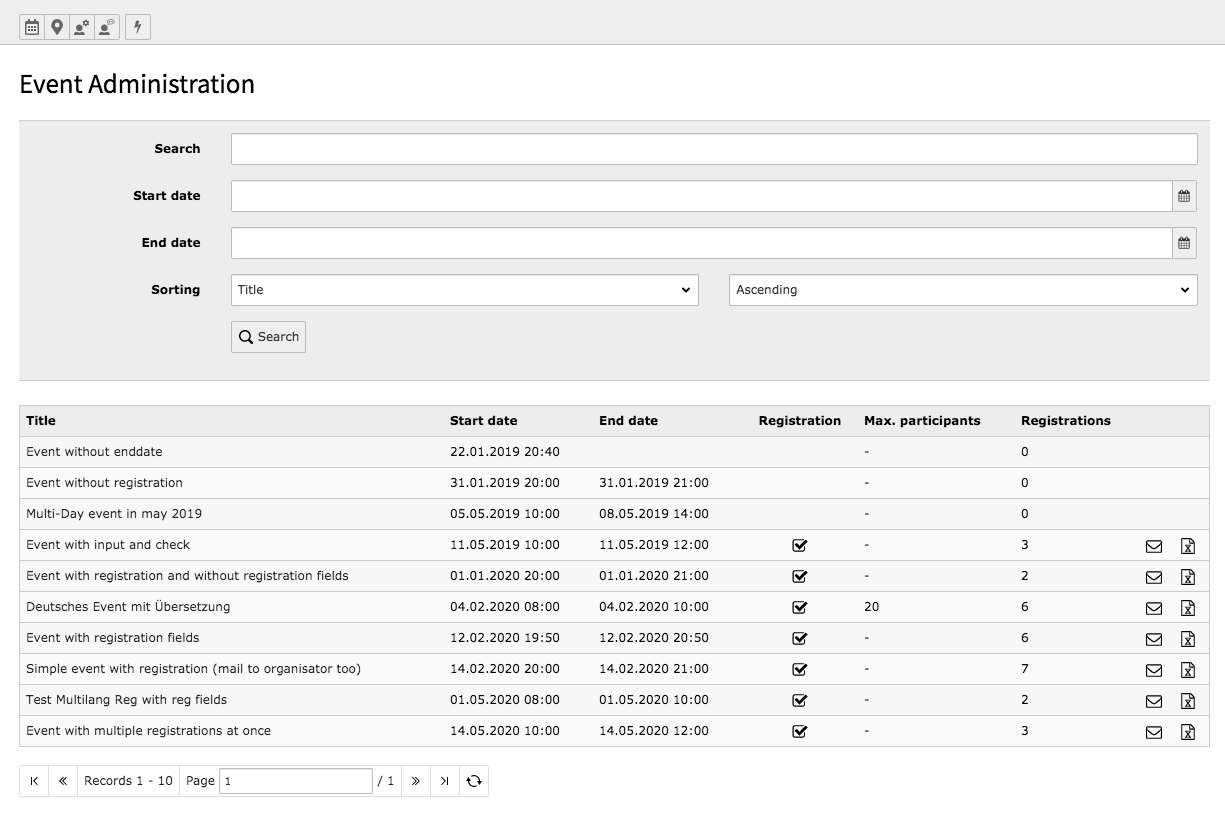 Event Administration
Search
Start date
End date
Sorting Title Ascending
Search
Title Start date End date Registration Max. participants Registrations
Event without enddate 22.01.2019 20:40 - 0
Event without registration 31.01.2019 20:00 31.01.2019 21:00 - 0
Multi-Day event in may 2019 05.05.2019 10:00 08.05.2019 14:00 - 0
Event with input and check 11.05.2019 10:00 11.05.2019 12:00 - 3
Event with registration and without registration fields 01.01.2020 20:00 01.01.2020 21:00 - 2
Deutsches Event mit Übersetzung 04.02.2020 08:00 04.02.2020 10:00 20 6
Event with registration fields 12.02.2020 19:50 12.02.2020 20:50 - 6
Simple event with registration (mail to organisator too) 14.02.2020 20:00 14.02.2020 21:00 - 7
Test Multilang Reg with reg fields 01.05.2020 08:00 01.05.2020 10:00 - 2
Event with multiple registrations at once 14.05.2020 10:00 14.05.2020 12:00 - 3
Records 1 - 10 Page 1 / 1